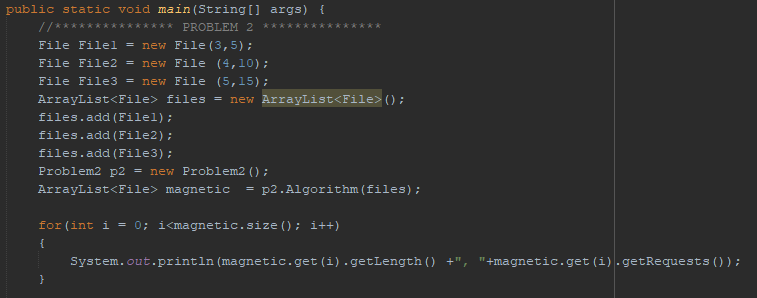 public static void main(String[] args) {
    //*************** PROBLEM 2 ***************
    File File1 = new File(3,5);
    File File2 = new File (4,10);
    File File3 = new File (5,15);
    ArrayList<File> files = new ArrayList<File>();
    files.add(File1);
    files.add(File2);
    files.add(File3);
    Problem2 p2 = new Problem2();
    ArrayList<File> magnetic  = p2.Algorithm(files);

    for(int i = 0; i<magnetic.size(); i++)
    {
        System.out.println(magnetic.get(i).getLength() +", "+magnetic.get(i).getRequests());
    }